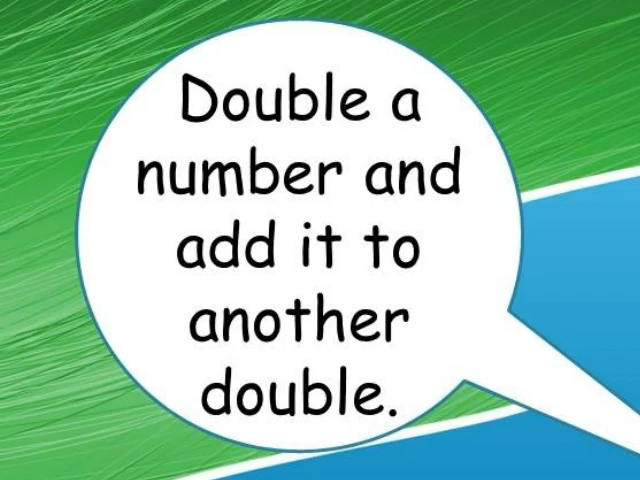 Double a
number and
add it to
another
double.